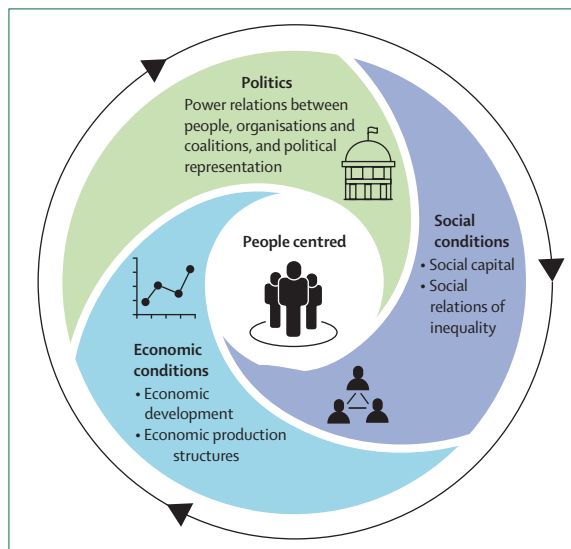 Politics
Power relations between
people, organisations and
coalitions, and political
representation
People centred
Social
conditions
• Social capital
• Social
relations of
inequality
Economic
conditions
• Economic
development
• Economic production
structures